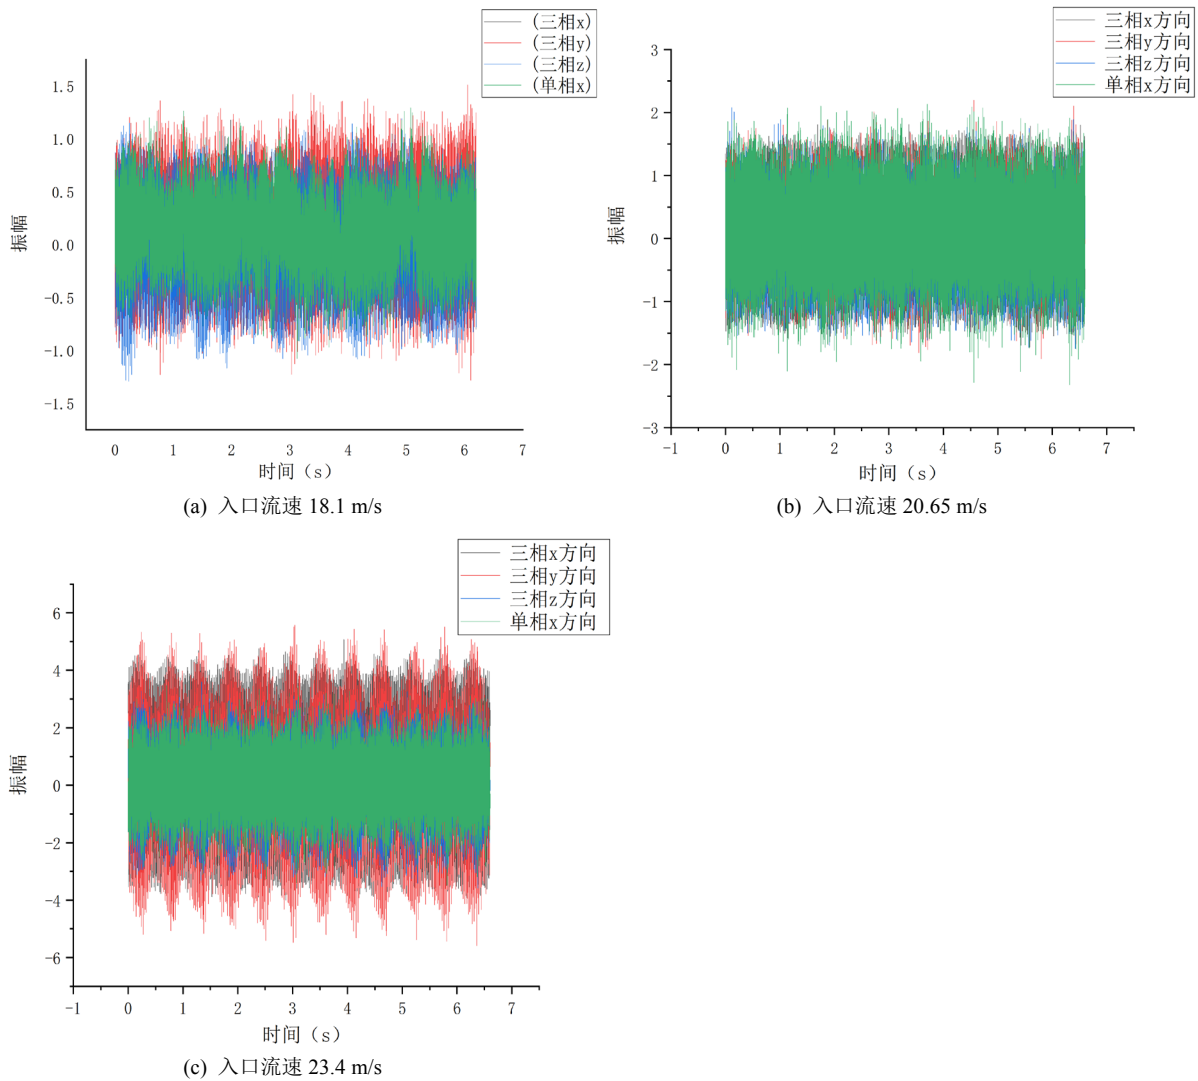 (三相x)
(三相y)
(三相z)
(单相x)
1.5
1.0
0.5
0.0
-0.5
-1.0
-1.5
振幅
0 1 2 3 4 5 6 7
时间（s）
(a) 入口流速 18.1 m/s
三相x方向
三相y方向
三相z方向
单相x方向
3
2
1
0
-1
-2
-3
振幅
-1 0 1 2 3 4 5 6 7
时间（s）
(b) 入口流速 20.65 m/s
三相x方向
三相y方向
三相z方向
单相x方向
6
4
2
0
-2
-4
-6
振幅
-1 0 1 2 3 4 5 6 7
时间（s）
(c) 入口流速 23.4 m/s